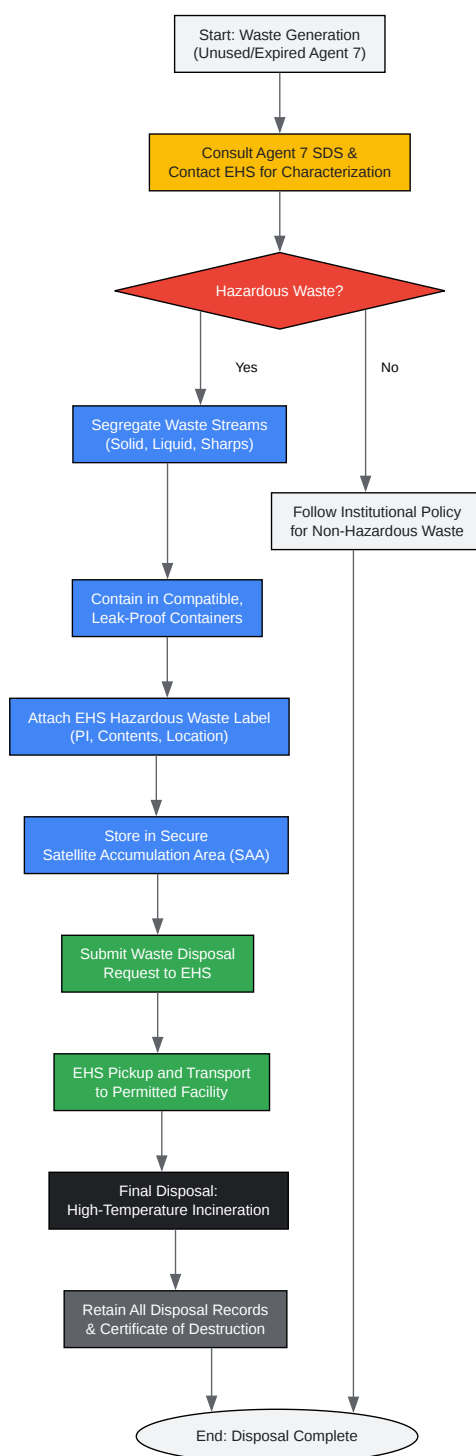 Start: Waste Generation
(Unused/Expired Agent 7)
Consult Agent 7 SDS &
Contact EHS for Characterization
Hazardous Waste?
Yes
No
Segregate Waste Streams
(Solid, Liquid, Sharps)
Follow Institutional Policy
for Non-Hazardous Waste
Contain in Compatible,
Leak-Proof Containers
Attach EHS Hazardous Waste Label
(PI, Contents, Location)
Store in Secure
Satellite Accumulation Area (SAA)
Submit Waste Disposal
Request to EHS
EHS Pickup and Transport
to Permitted Facility
Final Disposal:
High-Temperature Incineration
Retain All Disposal Records
& Certificate of Destruction
End: Disposal Complete